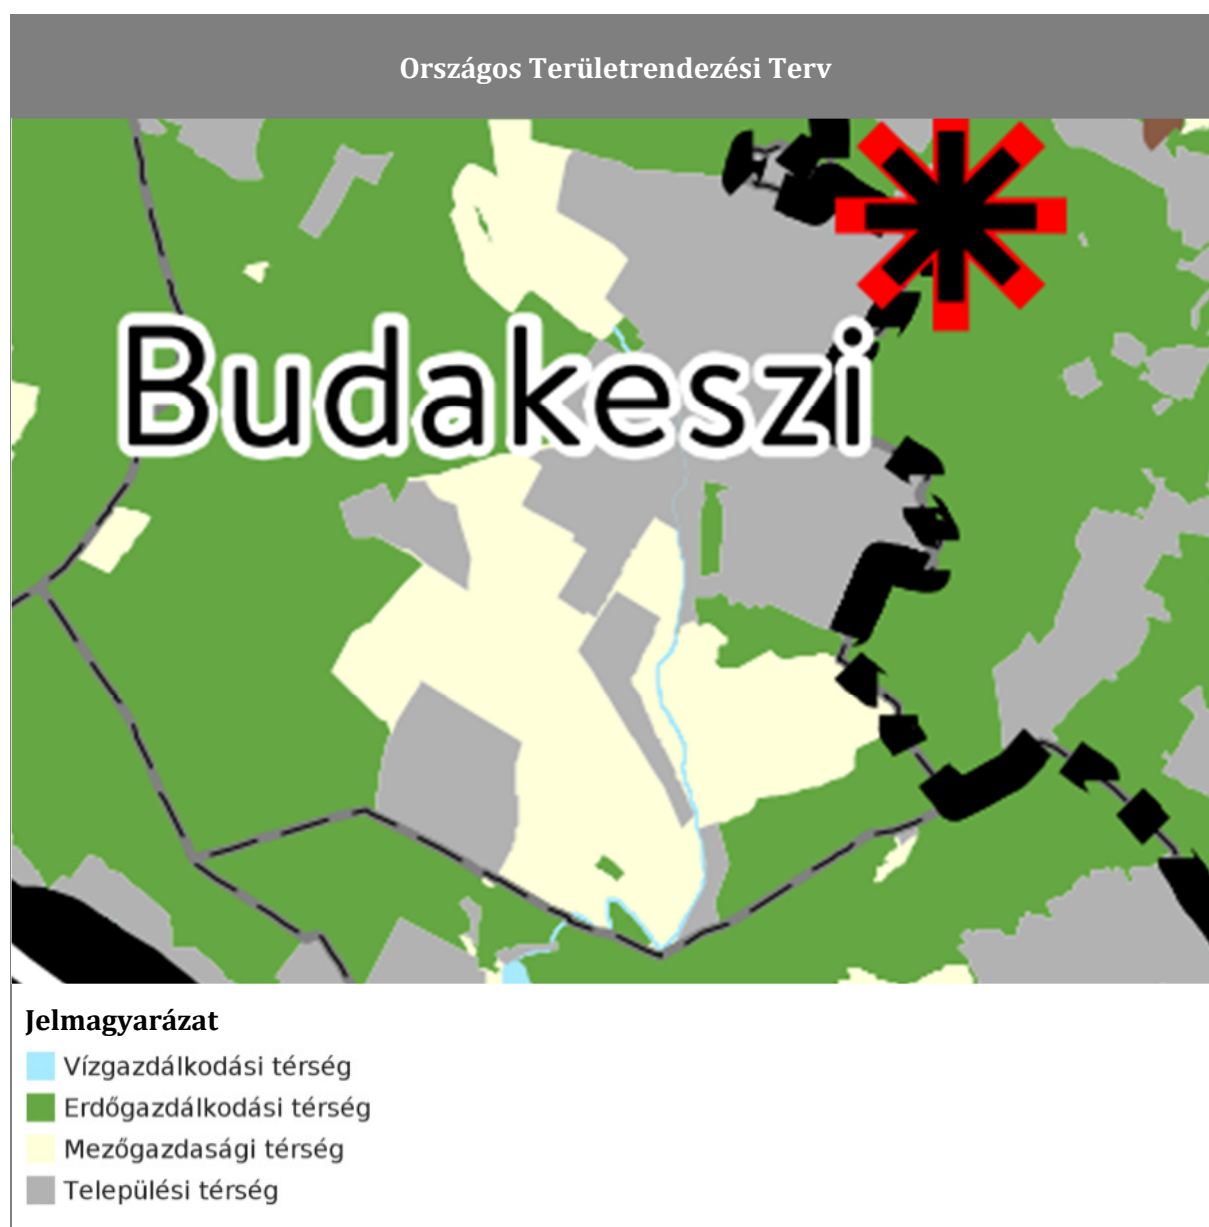 Országos Területrendezési Terv
Budakeszi
Jelmagyarázat
Vízgazdálkodási térség
Erdőgazdálkodási térség
Mezőgazdasági térség
Települési térség